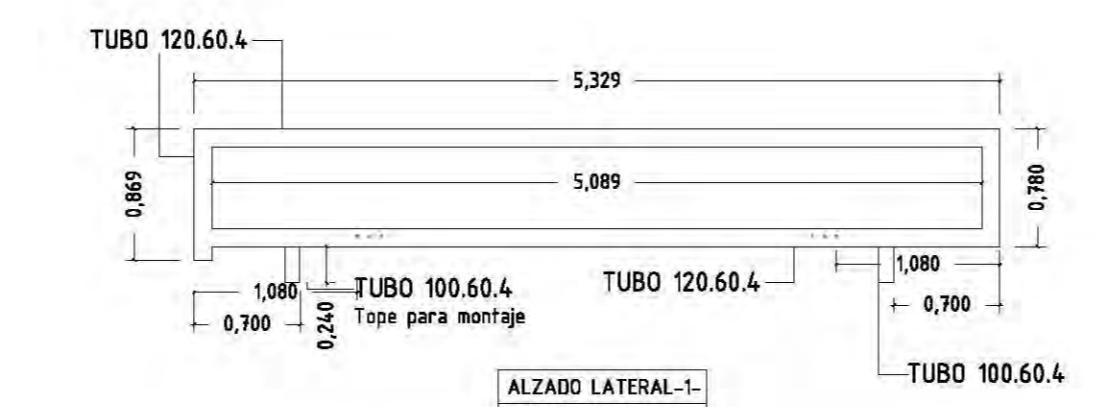 TUBO 120.60.4
5,329
0,869
5,089
0,780
1,080
TUBO 100.60.4
Tope para montaje
0,700
0,240
TUBO 120.60.4
1,080
0,700
TUBO 100.60.4
ALZADO LATERAL-1-